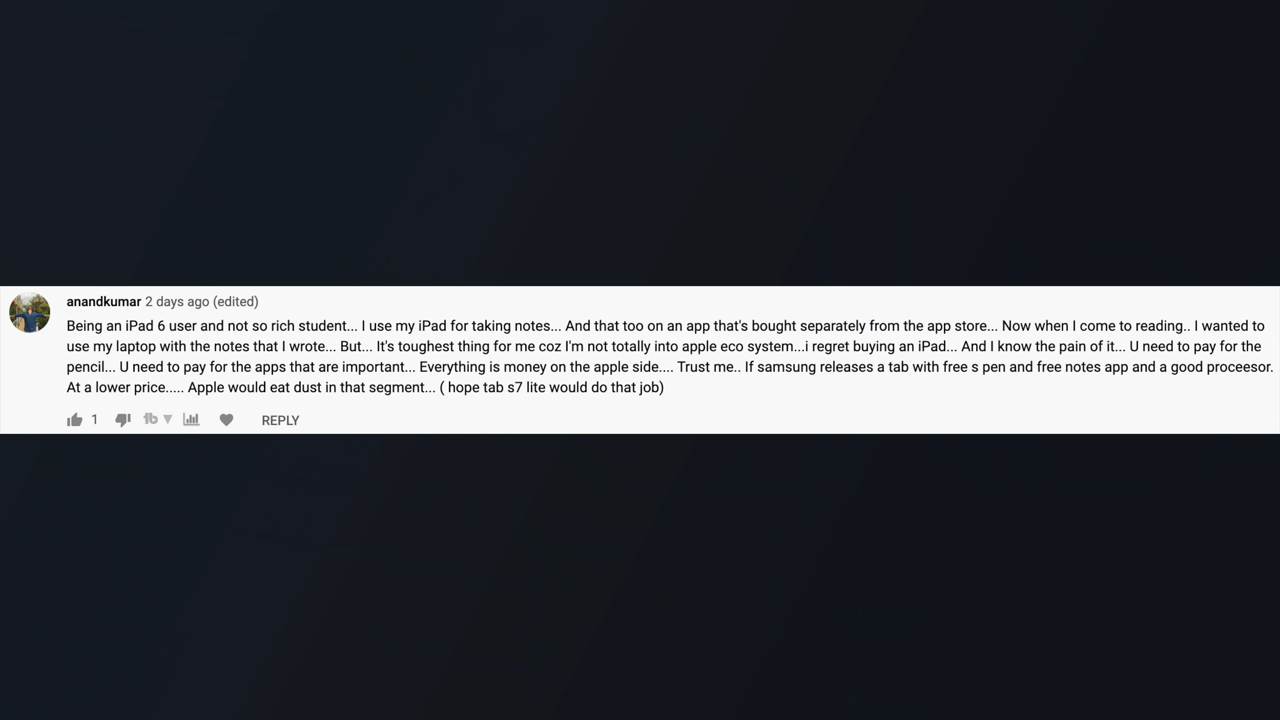 anandkumar 2 days ago (edited)
Being an iPad 6 user and not so rich student... I use my iPad for taking notes... And that too on an app that's bought separately from the app store... Now when I come to reading.. I wanted to
use my laptop with the notes that I wrote... But... It's toughest thing for me coz I'm not totally into apple eco system...i regret buying an iPad... And I know the pain of it... U need to pay for the
pencil... U need to pay for the apps that are important... Everything is money on the apple side.... Trust me.. If samsung releases a tab with free s pen and free notes app and a good proceesor.
At a lower price..... Apple would eat dust in that segment... ( hope tab s7 lite would do that job)
1 tb REPLY